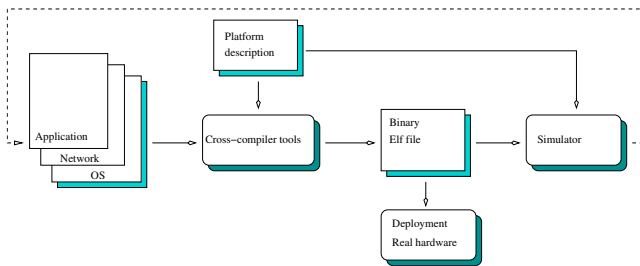 Platform
description
Application
Network
OS
Cross-compiler tools
Binary
Elf file
Simulator
Deployment
Real hardware